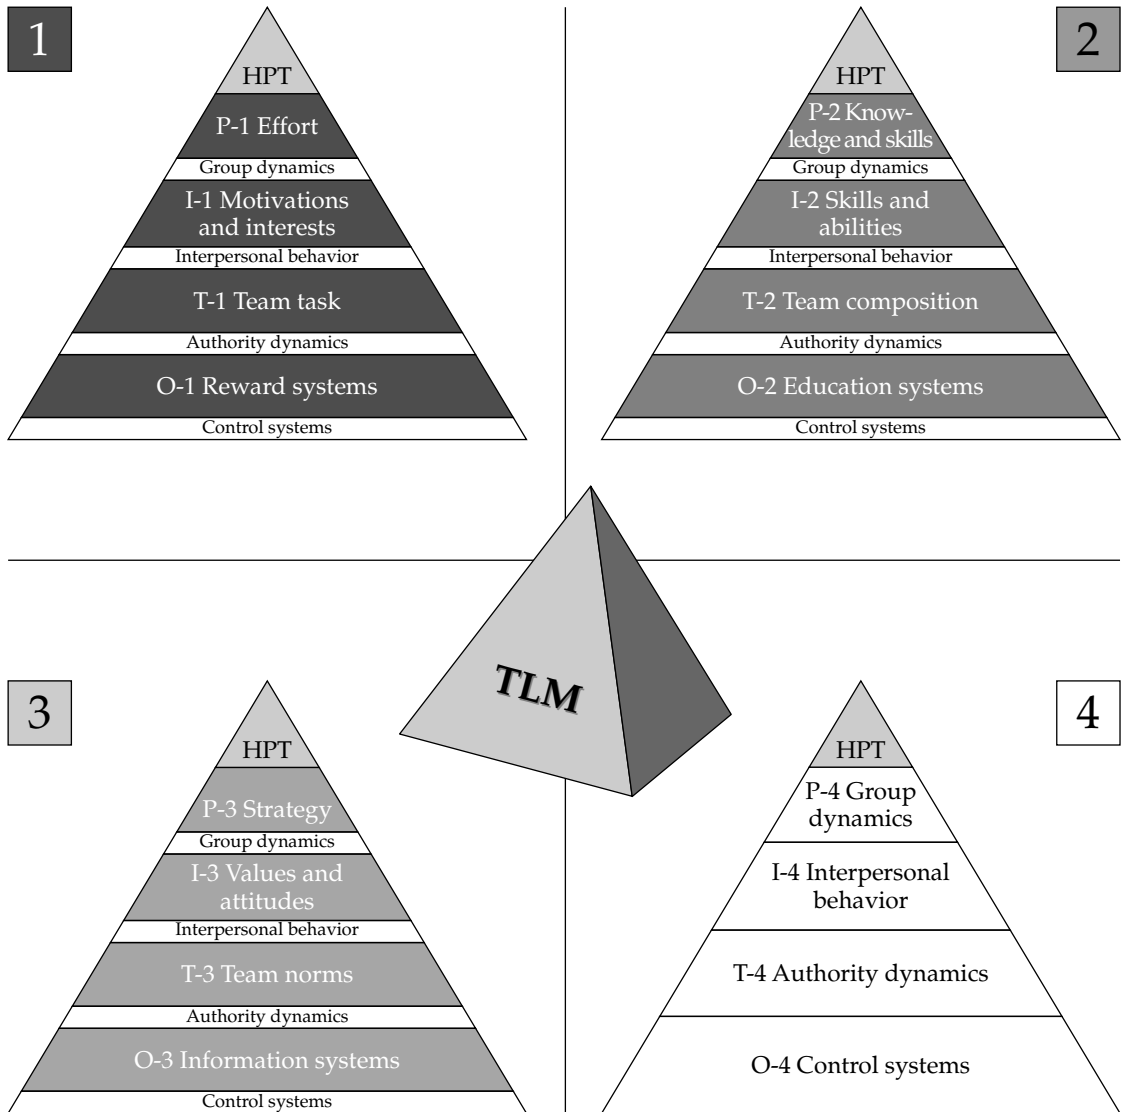 1
HPT
P-1 Effort
Group dynamics
I-1 Motivations
and interests
Interpersonal behavior
T-1 Team task
Authority dynamics
O-1 Reward systems
Control systems
2
HPT
P-2 Know-
ledge and skills
Group dynamics
I-2 Skills and
abilities
Interpersonal behavior
T-2 Team composition
Authority dynamics
O-2 Education systems
Control systems
TLM
3
HPT
P-3 Strategy
Group dynamics
I-3 Values and
attitudes
Interpersonal behavior
T-3 Team norms
Authority dynamics
O-3 Information systems
Control systems
4
HPT
P-4 Group
dynamics
I-4 Interpersonal
behavior
T-4 Authority dynamics
O-4 Control systems